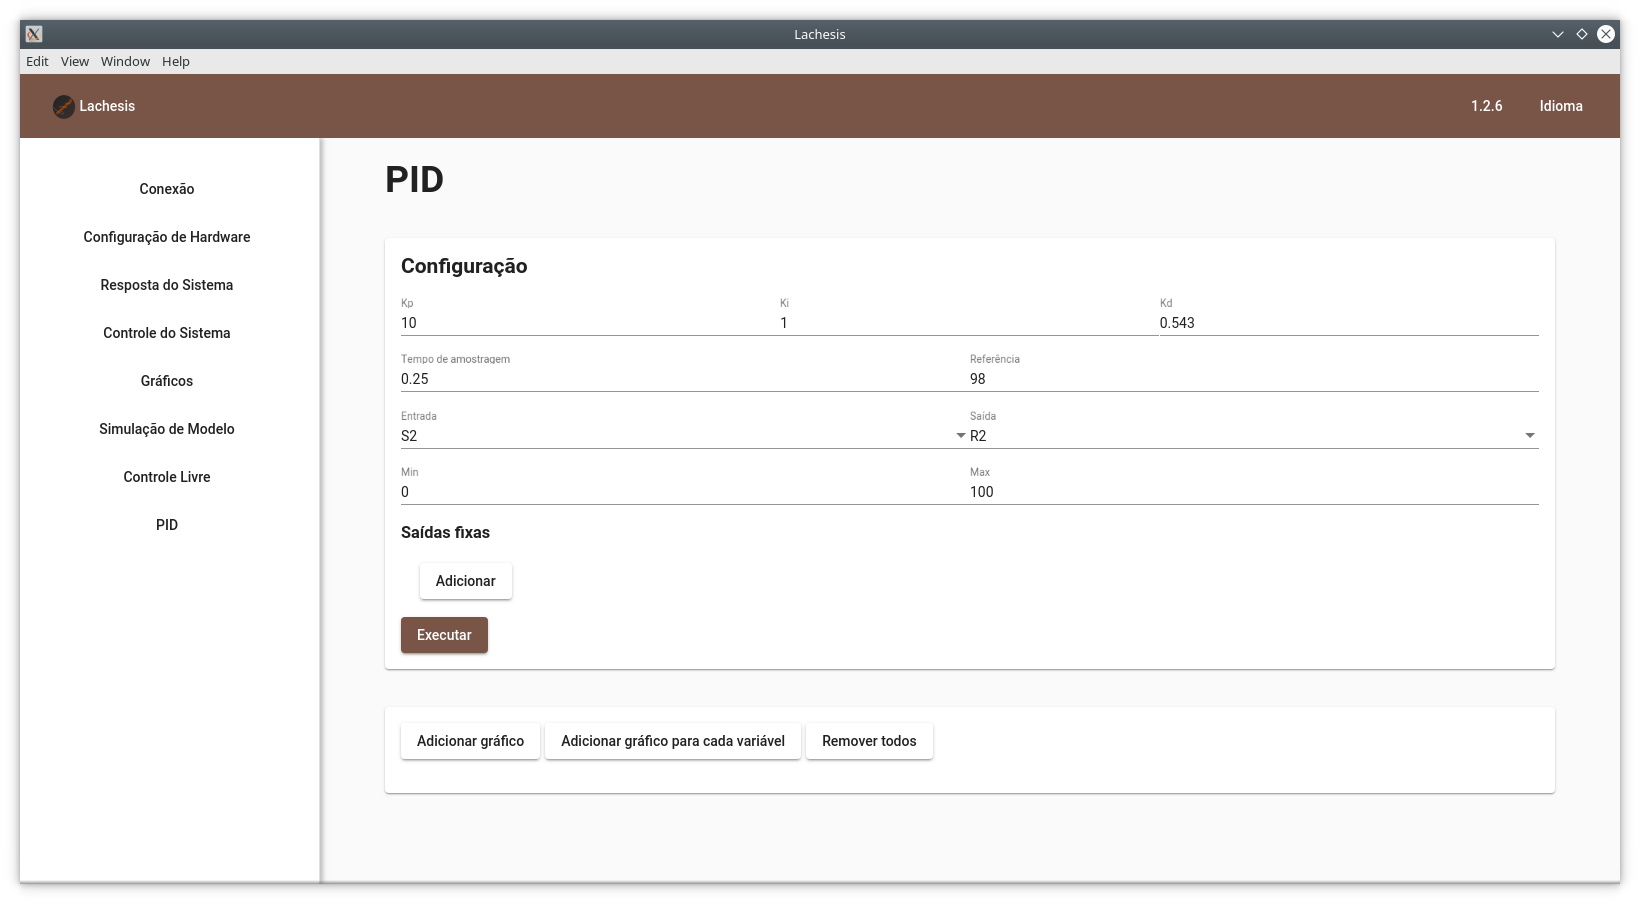 Lachesis
Edit View Window Help
Lachesis 1.2.6 Idioma
Conexão
Configuração de Hardware
Resposta do Sistema
Controle do Sistema
Gráficos
Simulação de Modelo
Controle Livre
PID
PID
Configuração
Kp Ki Kd
10 1 0.543
Tempo de amostragem Referência
0.25 98
Entrada Saída
S2 R2
Min Max
0 100
Saídas fixas
Adicionar
Executar
Adicionar gráfico Adicionar gráfico para cada variável Remover todos